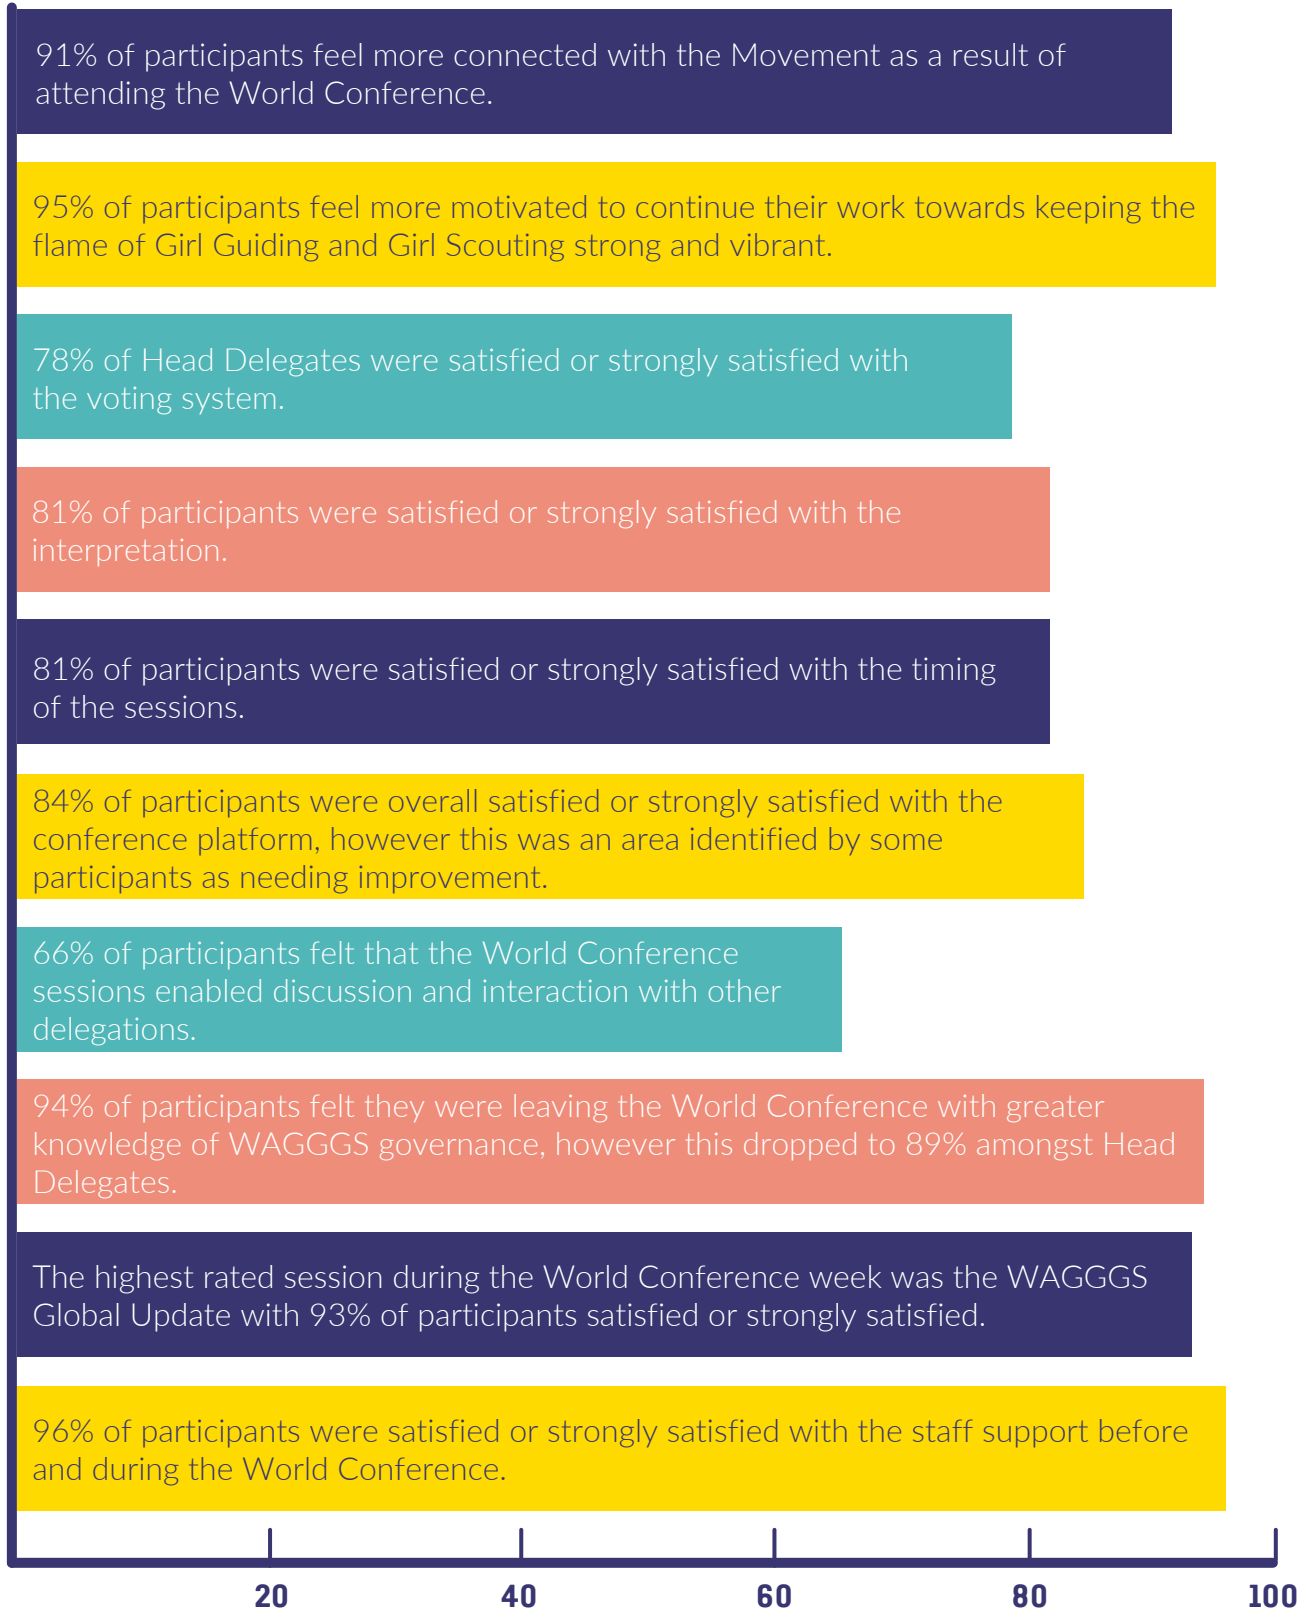 91% of participants feel more connected with the Movement as a result of
attending the World Conference.
95% of participants feel more motivated to continue their work towards keeping the
flame of Girl Guiding and Girl Scouting strong and vibrant.
78% of Head Delegates were satisfied or strongly satisfied with
the voting system.
81% of participants were satisfied or strongly satisfied with the
interpretation.
81% of participants were satisfied or strongly satisfied with the timing
of the sessions.
84% of participants were overall satisfied or strongly satisfied with the
conference platform, however this was an area identified by some
participants as needing improvement.
66% of participants felt that the World Conference
sessions enabled discussion and interaction with other
delegations.
94% of participants felt they were leaving the World Conference with greater
knowledge of WAGGGS governance, however this dropped to 89% amongst Head
Delegates.
The highest rated session during the World Conference week was the WAGGGS
Global Update with 93% of participants satisfied or strongly satisfied.
96% of participants were satisfied or strongly satisfied with the staff support before
and during the World Conference.
20 40 60 80 100